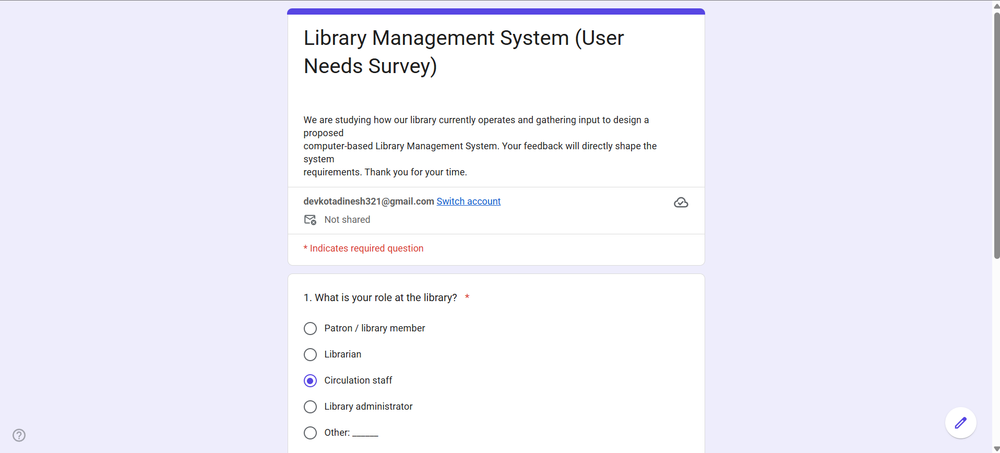 Library Management System (User
Needs Survey)
We are studying how our library currently operates and gathering input to design a
proposed
computer-based Library Management System. Your feedback will directly shape the
system
requirements. Thank you for your time.
devkotadinesh321@gmail.com Switch account
Not shared
* Indicates required question
1. What is your role at the library? *
Patron / library member
Librarian
Circulation staff
Library administrator
Other: ______